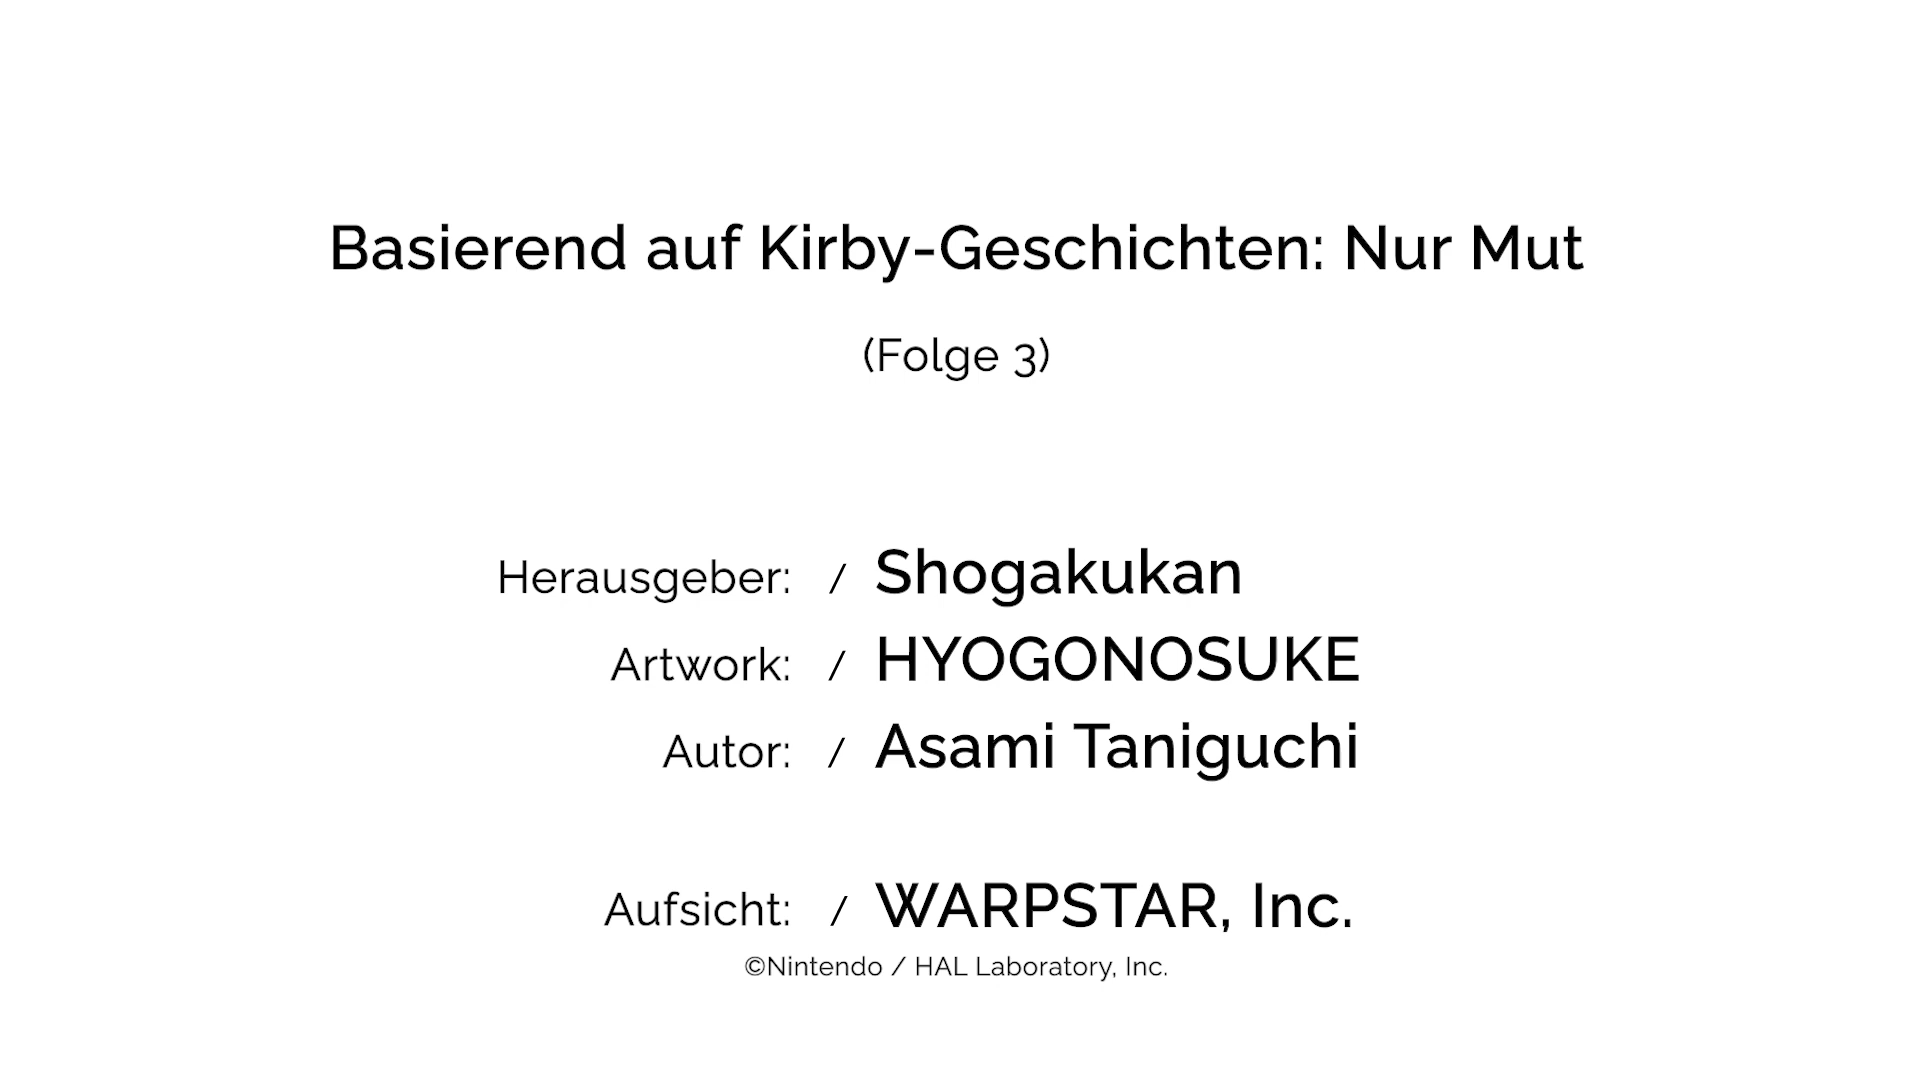 Basierend auf Kirby-Geschichten: Nur Mut
(Folge 3)
Herausgeber: / Shogakukan
Artwork: / HYOGONOSUKE
Autor: / Asami Taniguchi
Aufsicht: / WARPSTAR, Inc.
©Nintendo / HAL Laboratory, Inc.